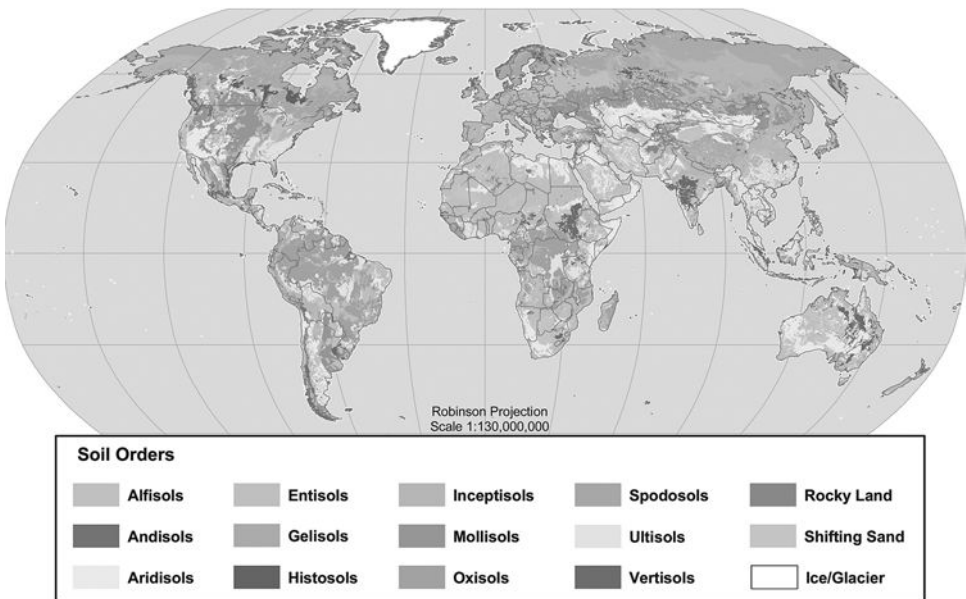 Robinson Projection
Scale 1:130,000,000
Soil Orders
Alfisols Entisols Inceptisols Spodosols Rocky Land
Andisols Gelisols Mollisols Ultisols Shifting Sand
Aridisols Histosols Oxisols Vertisols Ice/Glacier